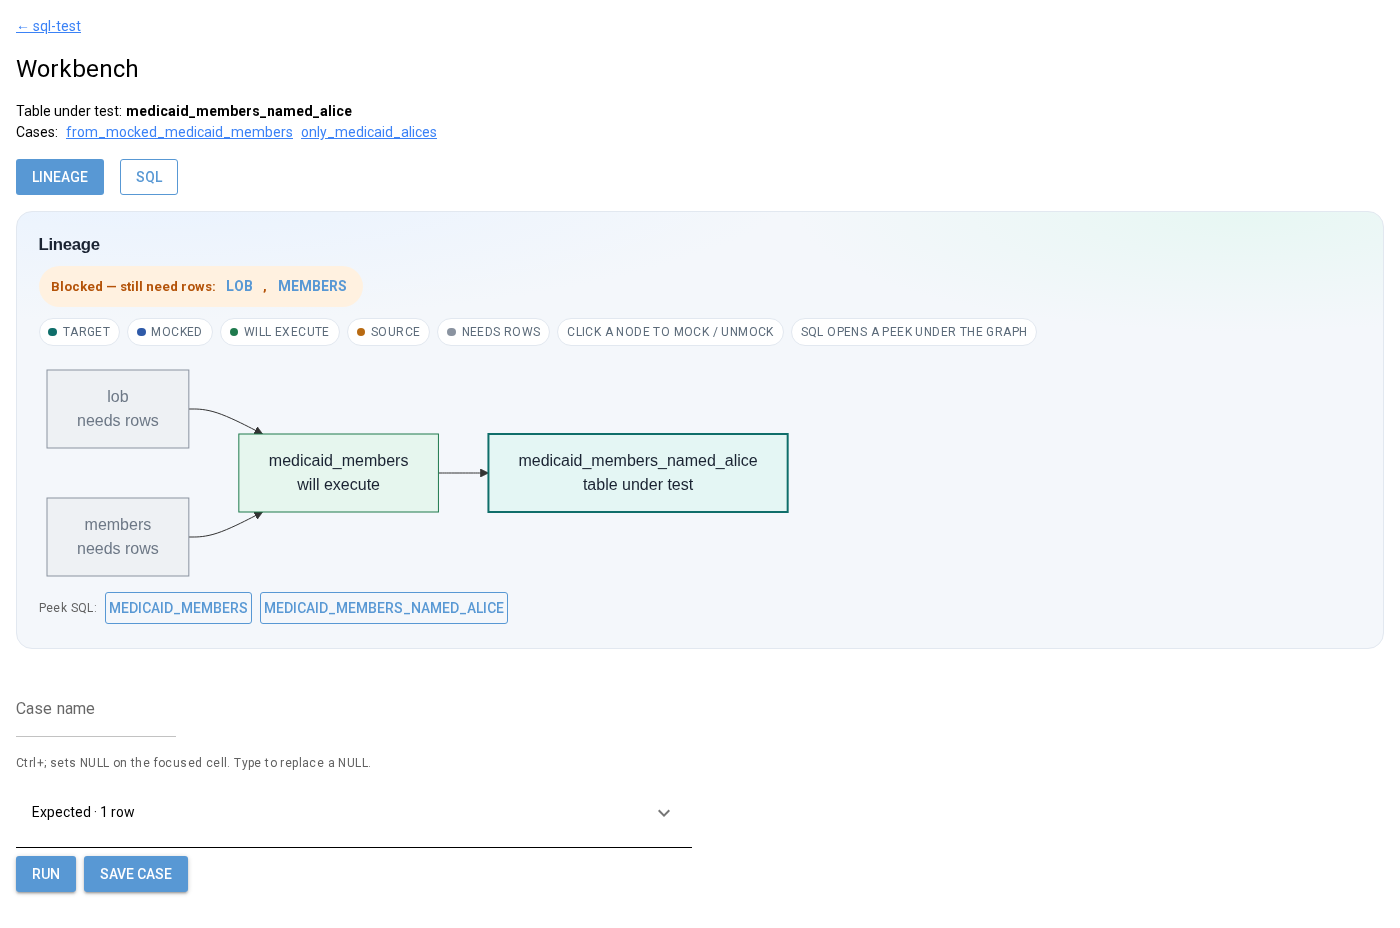 ← sql-test
Workbench
Table under test: medicaid_members_named_alice
Cases: from_mocked_medicaid_members only_medicaid_alices
LINEAGE SQL
Lineage
Blocked — still need rows: LOB , MEMBERS
TARGET MOCKED WILL EXECUTE SOURCE NEEDS ROWS CLICK A NODE TO MOCK / UNMOCK SQL OPENS A PEEK UNDER THE GRAPH
lob
needs rows
medicaid_members
will execute
medicaid_members_named_alice
table under test
members
needs rows
Peek SQL: MEDICAID_MEMBERS MEDICAID_MEMBERS_NAMED_ALICE
Case name
Ctrl+; sets NULL on the focused cell. Type to replace a NULL.
Expected · 1 row
RUN SAVE CASE